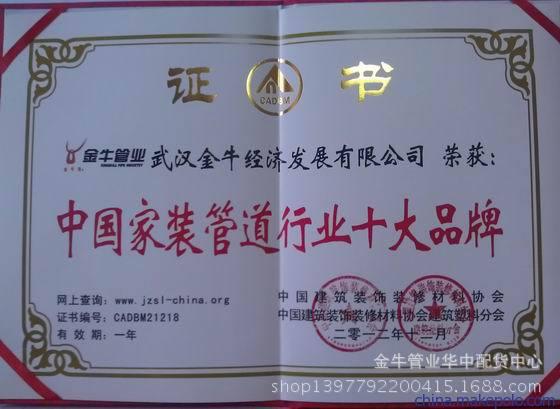 证 书
CADBM
金牛管业 武汉金牛经济发展有限公司 荣获:
中国家装管道行业十大品牌
网上查询: www.jzsl-china.org
证书编号: CADBM21218
有 效 期: 一年
中国建筑装饰装修材料协会
中国建筑装饰装修材料协会建筑塑料分会
二零一二年十二月
金牛管业华中配货中心
shop1397792200415.1688.com
china.makepolo.com